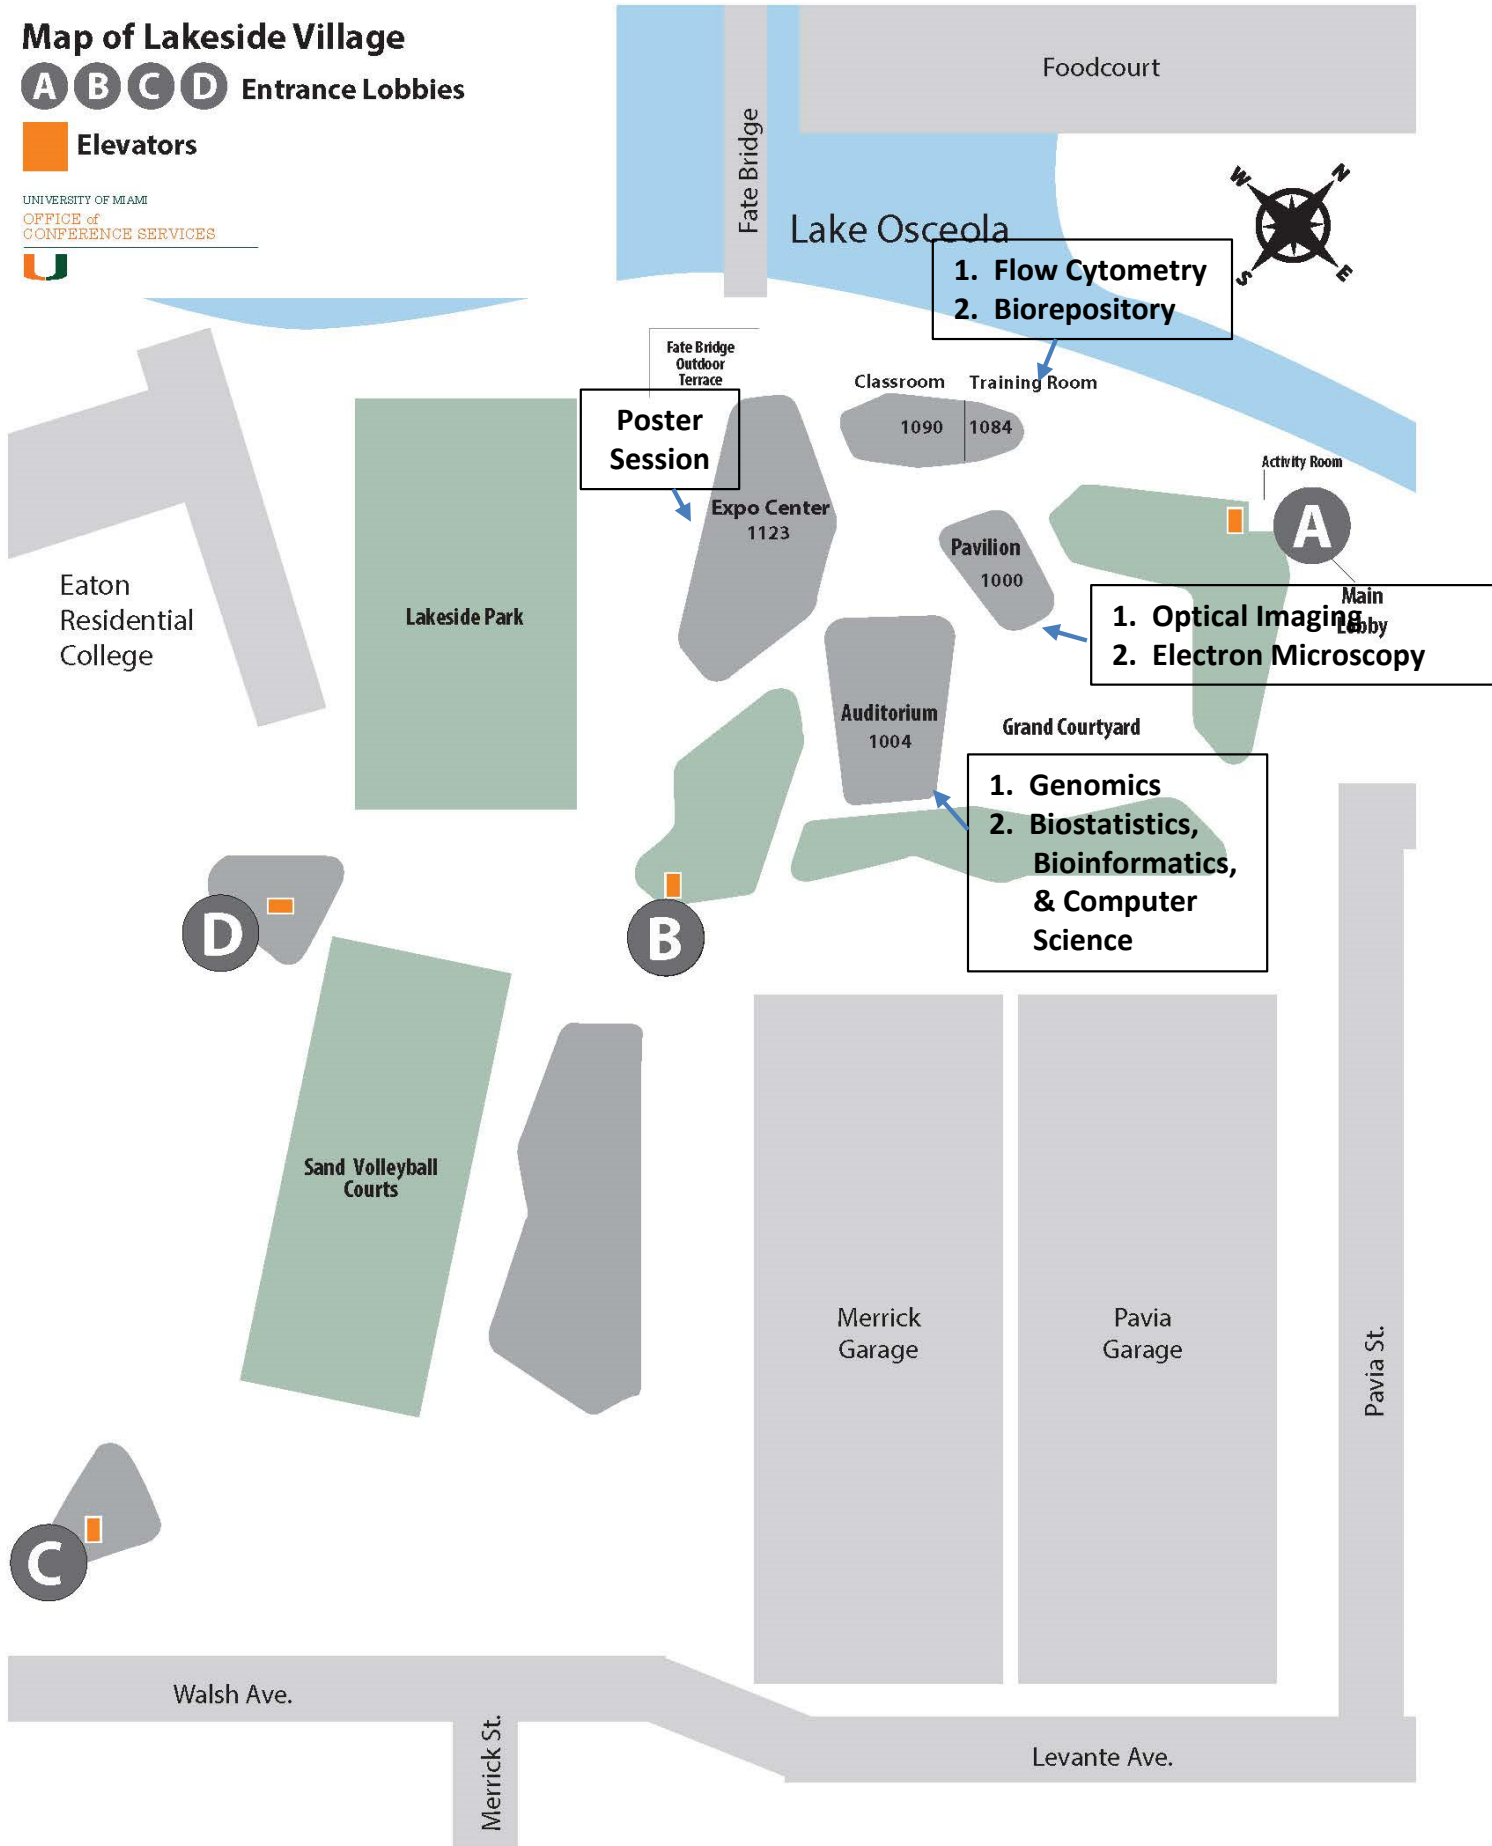 Map of Lakeside Village
A B C D Entrance Lobbies
Elevators
UNIVERSITY OF MIAMI
OFFICE of
CONFERENCE SERVICES
U
Foodcourt
Fate Bridge
Lake Osceola
W
N
S
E
1. Flow Cytometry
2. Biorepository
Fate Bridge
Outdoor
Terrace
Classroom
Training Room
1090
1084
Poster
Session
Expo Center
1123
Activity Room
A
Main
Lobby
Pavilion
1000
1. Optical Imaging
2. Electron Microscopy
Eaton
Residential
College
Lakeside Park
Auditorium
1004
Grand Courtyard
1. Genomics
2. Biostatistics,
Bioinformatics,
& Computer
Science
D
B
Sand Volleyball
Courts
Merrick
Garage
Pavia
Garage
Pavia St.
C
Walsh Ave.
Merrick St.
Levante Ave.